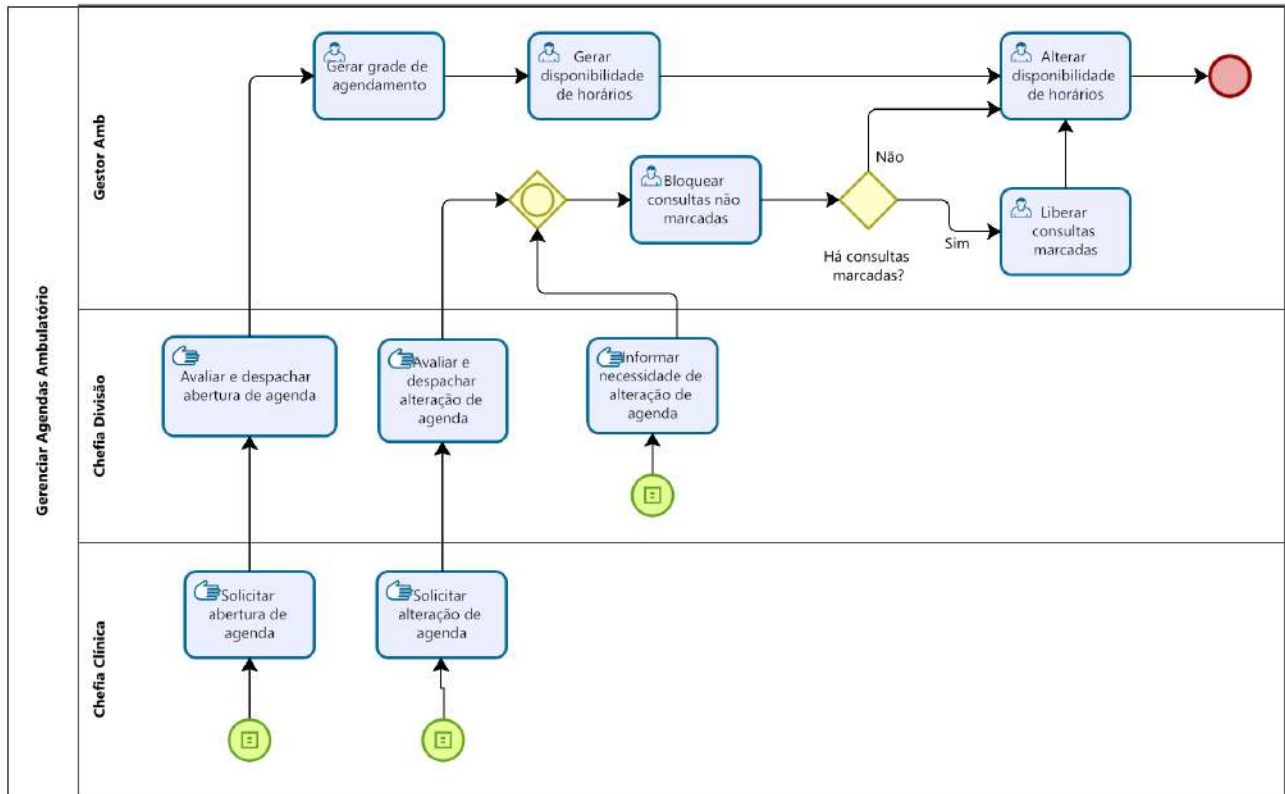 Gerenciar Agendas Ambulatório
Gestor Amb
Gerar grade de
agendamento
Gerar
disponibilidade
de horários
Alterar
disponibilidade
de horários
Bloquear
consultas não
marcadas
Não
Há consultas
marcadas?
Sim
Liberar
consultas
marcadas
Chefia Divisão
Avaliar e despachar
abertura de agenda
Avaliar e
despachar
alteração de
agenda
Informar
necessidade de
alteração de
agenda
Chefia Clínica
Solicitar
abertura de
agenda
Solicitar
alteração de
agenda